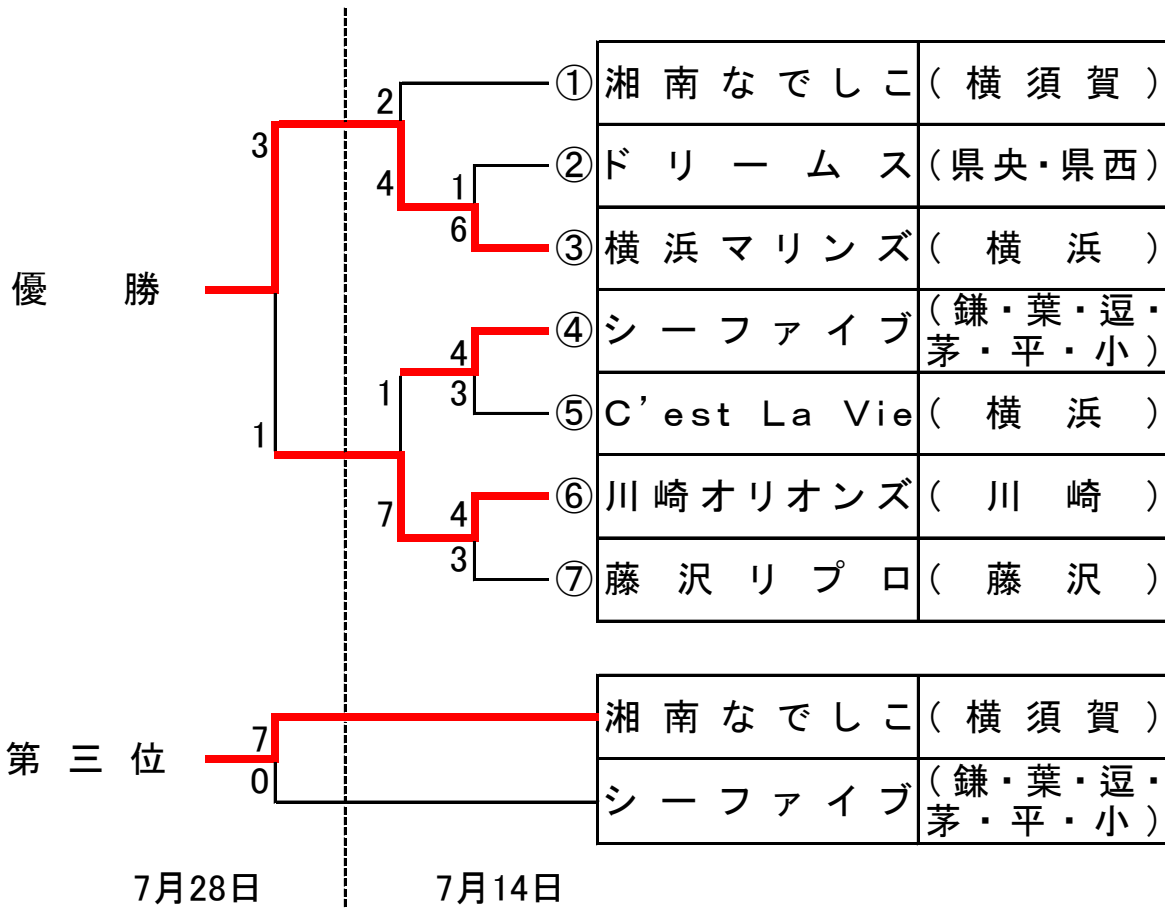 2
① 湘南なでしこ (横須賀)
3
② ドリームス (県央・県西)
4
1
6
③ 横浜マリンズ (横浜)
優勝
④ シーファイブ (鎌・葉・逗・
茅・平・小)
4
1
3
⑤ C'est La Vie (横浜)
1
⑥ 川崎オリオンズ (川崎)
7
4
3
⑦ 藤沢リプロ (藤沢)
湘南なでしこ (横須賀)
7
第三位
0
シーファイブ (鎌・葉・逗・
茅・平・小)
7月28日 7月14日